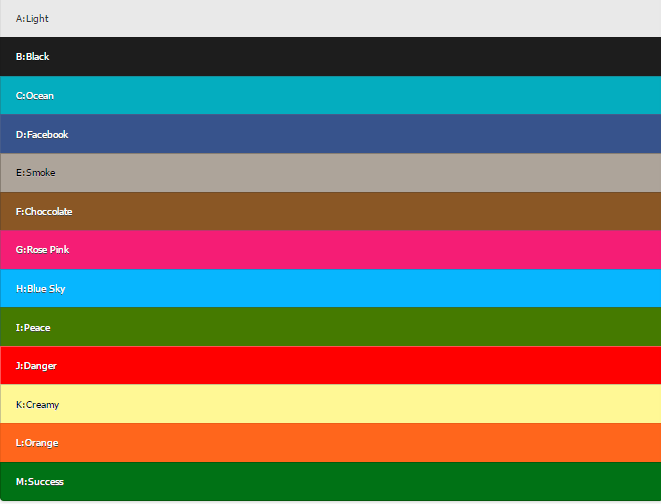 A:Light
B:Black
C:Ocean
D:Facebook
E:Smoke
F:Choccolate
G:Rose Pink
H:Blue Sky
I:Peace
J:Danger
K:Creamy
L:Orange
M:Success